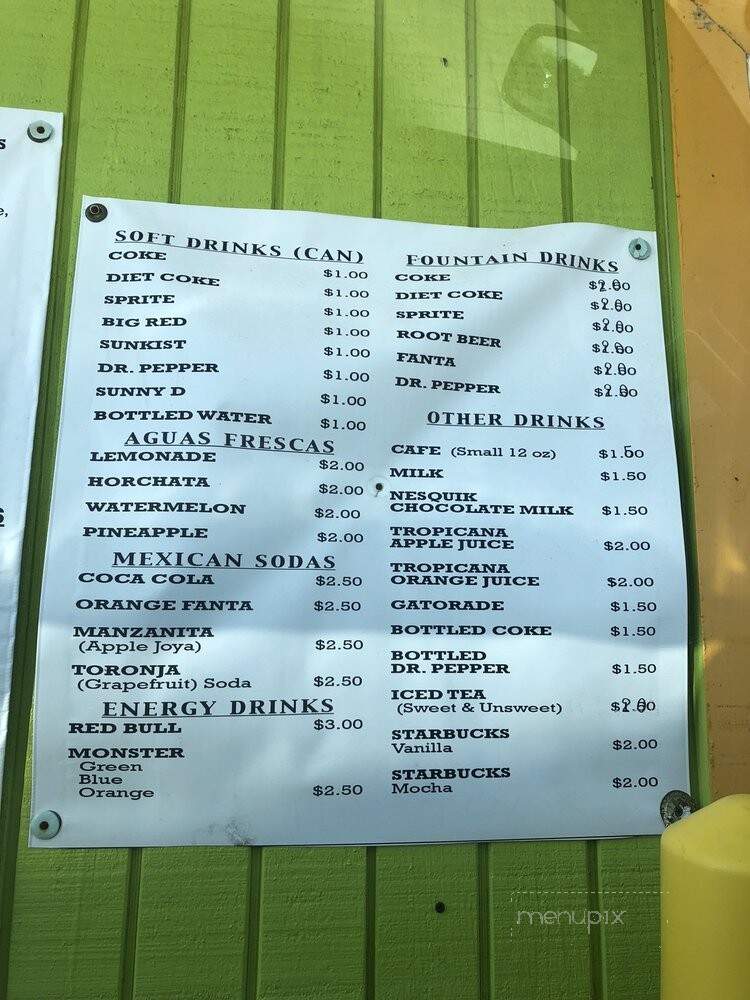 SOFT DRINKS (CAN)
COKE $1.00
DIET COKE $1.00
SPRITE $1.00
BIG RED $1.00
SUNKIST $1.00
DR. PEPPER $1.00
SUNNY D $1.00
BOTTLED WATER $1.00
AGUAS FRESCAS
LEMONADE $2.00
HORCHATA $2.00
WATERMELON $2.00
PINEAPPLE $2.00
MEXICAN SODAS
COCA COLA $2.50
ORANGE FANTA $2.50
MANZANITA
(Apple Joya) $2.50
TORONJA
(Grapefruit) Soda $2.50
ENERGY DRINKS
RED BULL $3.00
MONSTER
Green
Blue
Orange $2.50
FOUNTAIN DRINKS
COKE
DIET COKE
SPRITE
ROOT BEER
FANTA
DR. PEPPER
OTHER DRINKS
CAFE (Small 12 oz)
MILK $1.50
NESQUIK
CHOCOLATE MILK $1.50
TROPICANA
APPLE JUICE $2.00
TROPICANA
ORANGE JUICE $2.00
GATORADE $1.50
BOTTLED COKE $1.50
BOTTLED
DR. PEPPER $1.50
ICED TEA
(Sweet & Unsweet)
STARBUCKS
Vanilla $2.00
STARBUCKS
Mocha $2.00
menupix